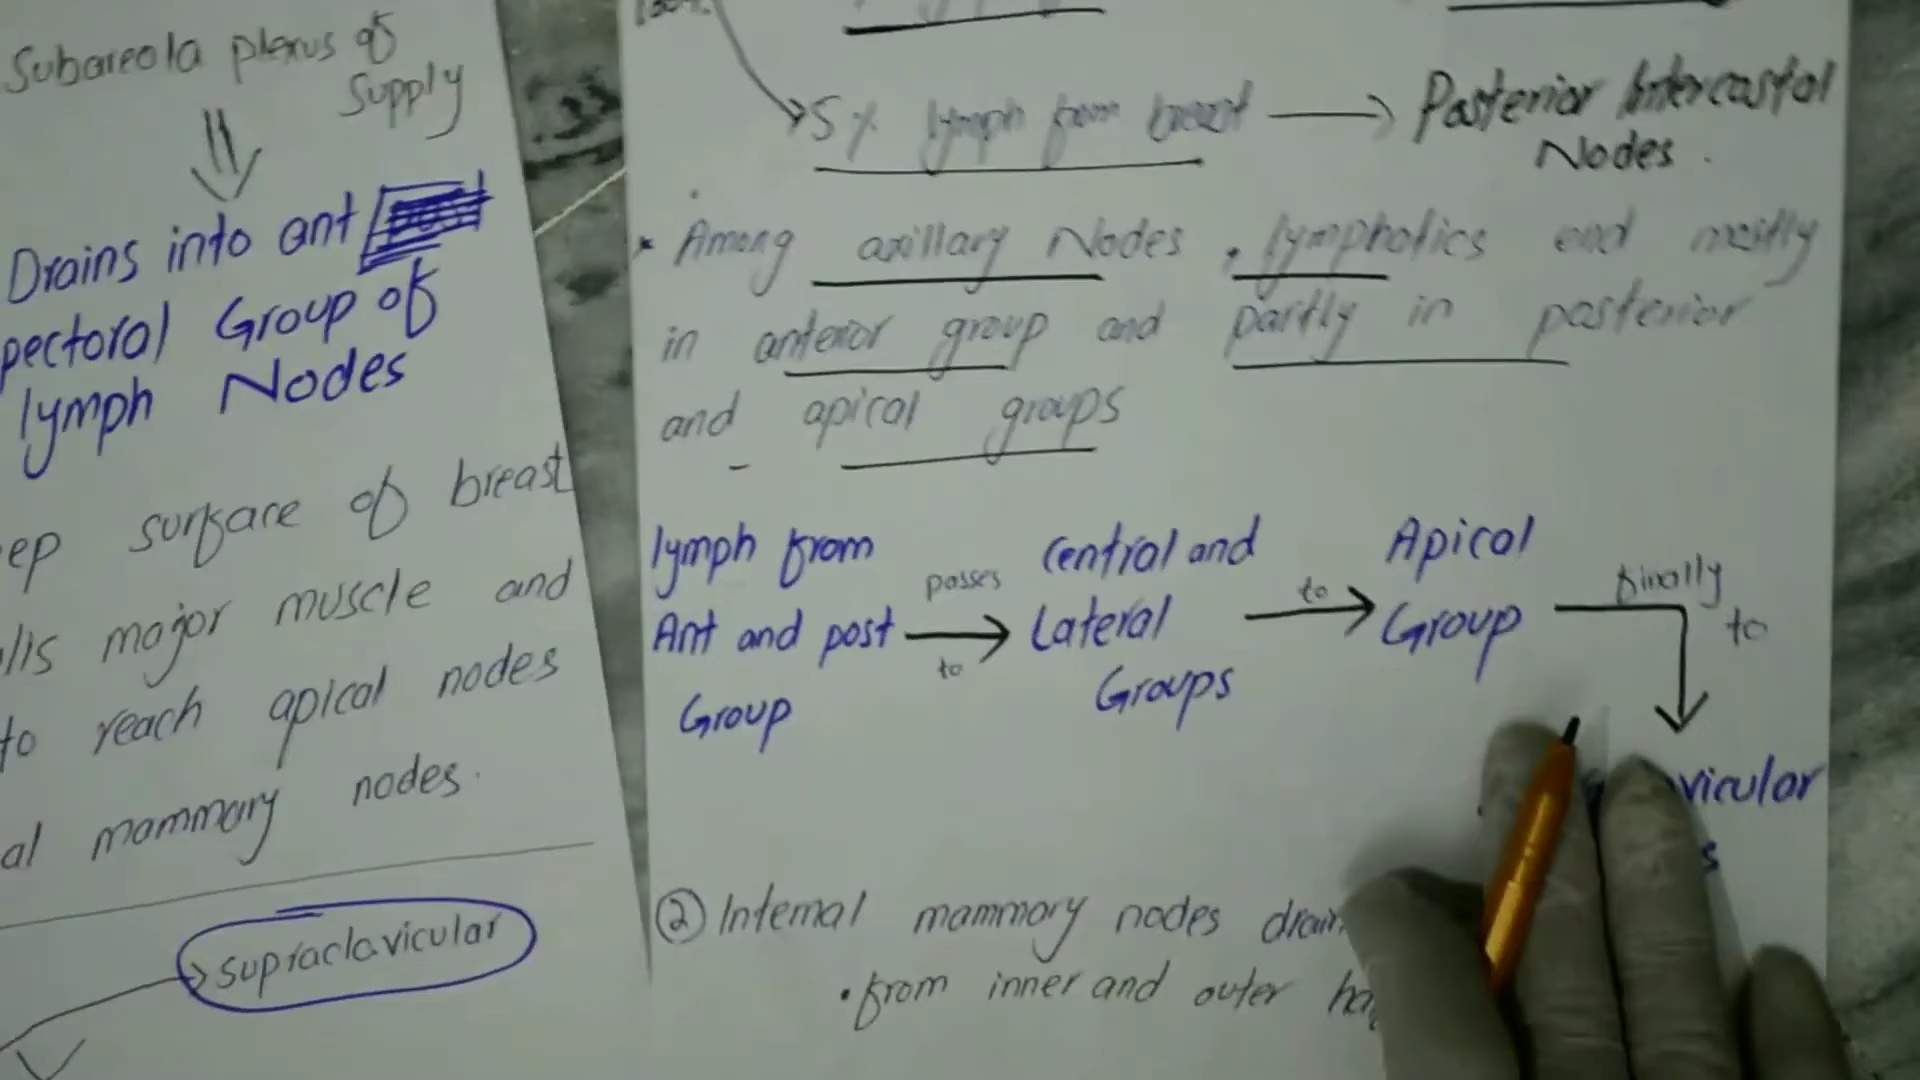 Subareola plexus of
Supply
Drains into ant
pectoral Group of
lymph Nodes
ep surface of breast
lis major muscle and
to reach apical nodes
al mammary nodes.
supraclavicular
5% lymph from breast → Posterior Intercostal
Nodes.
* Among axillary Nodes, lymphatics end mostly
in anterior group and partly in posterior
and apical groups
lymph from
Ant and post
Group
passes
to
Central and
Lateral
Groups
to
Apical
Group
finally
to
vicular
s
② Internal mammary nodes drain
• from inner and outer ha